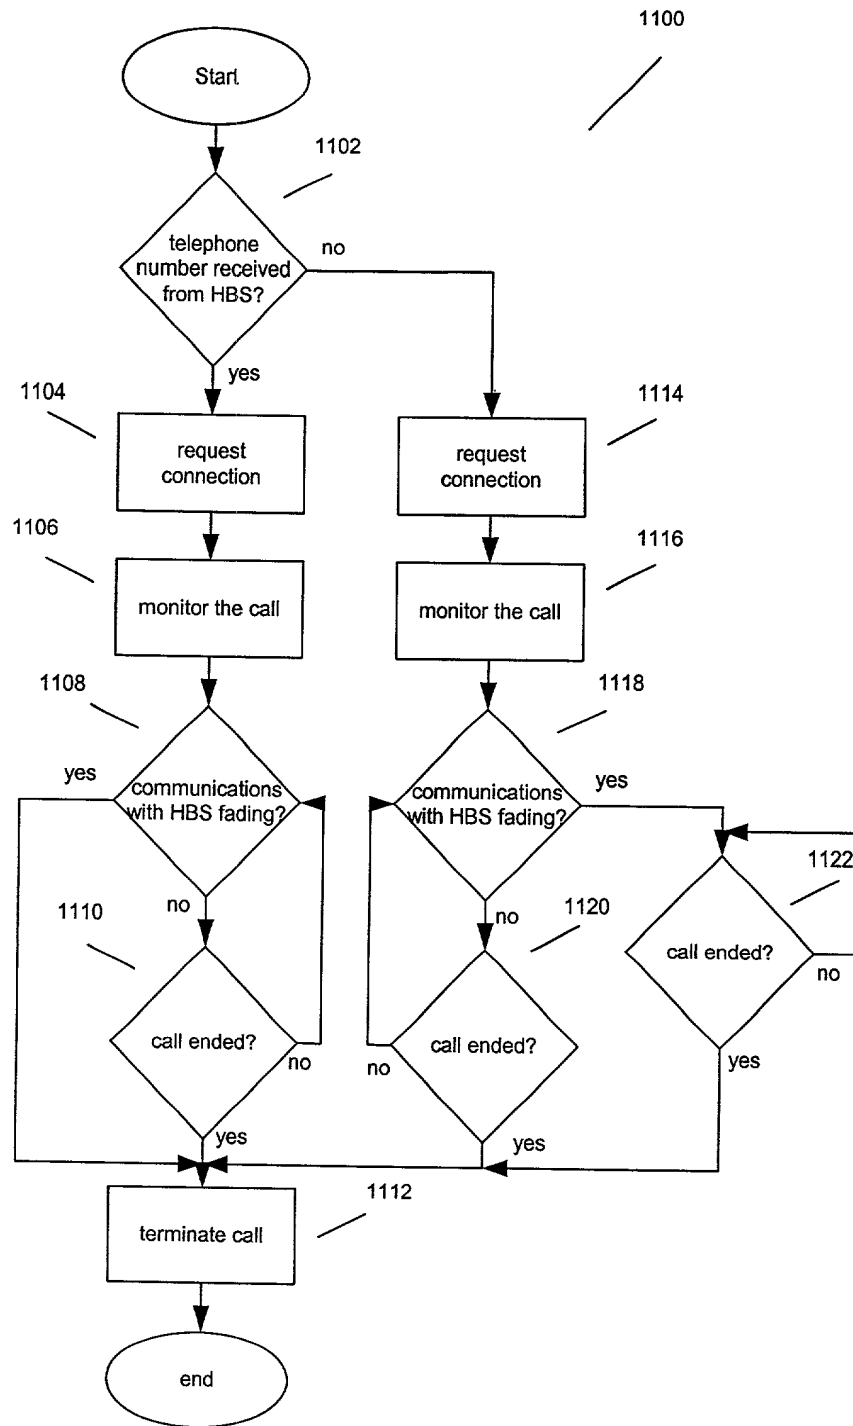 1100
Start
1102
telephone
number received
from HBS?
no
yes
1104
request
connection
1114
request
connection
1106
monitor the call
1116
monitor the call
1108
communications
with HBS fading?
yes
no
1118
communications
with HBS fading?
yes
no
1110
call ended?
no
yes
1120
call ended?
no
yes
1122
call ended?
no
yes
1112
terminate call
end